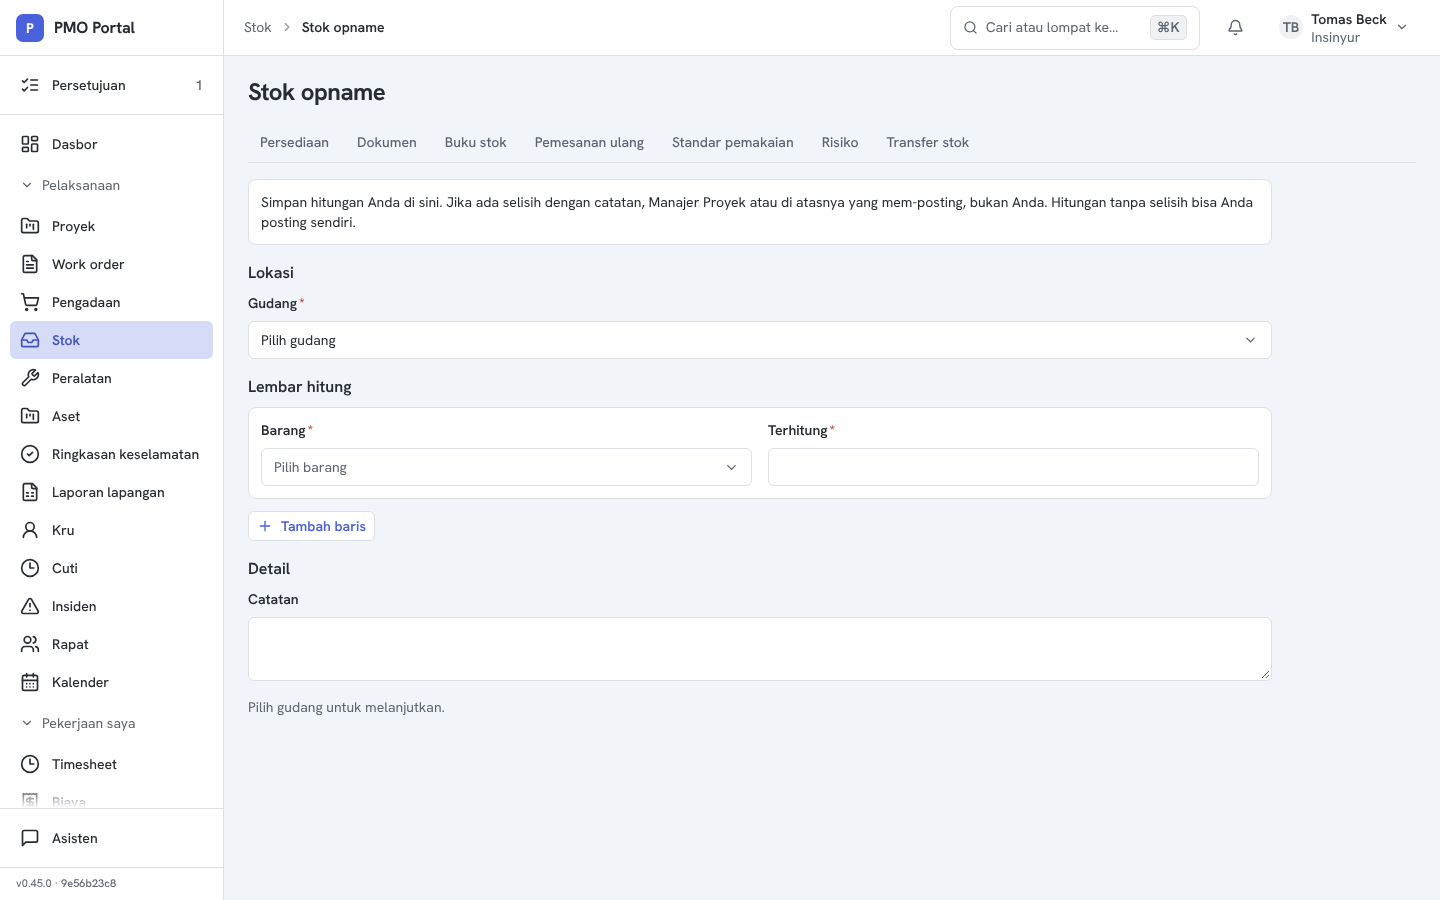 P PMO Portal
Stok > Stok opname
Cari atau lompat ke... ⌘K
TB
Tomas Beck
Insinyur
Persetujuan 1
Dasbor
Pelaksanaan
Proyek
Work order
Pengadaan
Stok
Peralatan
Aset
Ringkasan keselamatan
Laporan lapangan
Kru
Cuti
Insiden
Rapat
Kalender
Pekerjaan saya
Timesheet
Biaya
Asisten
v0.45.0 · 9e56b23c8
Stok opname
Persediaan Dokumen Buku stok Pemesanan ulang Standar pemakaian Risiko Transfer stok
Simpan hitungan Anda di sini. Jika ada selisih dengan catatan, Manajer Proyek atau di atasnya yang mem-posting, bukan Anda. Hitungan tanpa selisih bisa Anda
posting sendiri.
Lokasi
Gudang *
Pilih gudang
Lembar hitung
Barang * Terhitung *
Pilih barang
+ Tambah baris
Detail
Catatan
Pilih gudang untuk melanjutkan.